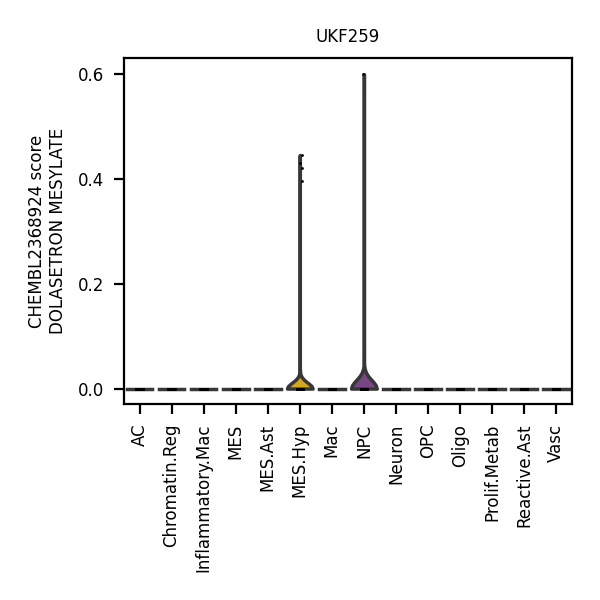 UKF259
CHEMBL2368924 score
DOLASETRON MESYLATE
0.6
0.4
0.2
0.0
AC
Chromatin.Reg
Inflammatory.Mac
MES
MES.Ast
MES.Hyp
Mac
NPC
Neuron
OPC
Oligo
Prolif.Metab
Reactive.Ast
Vasc